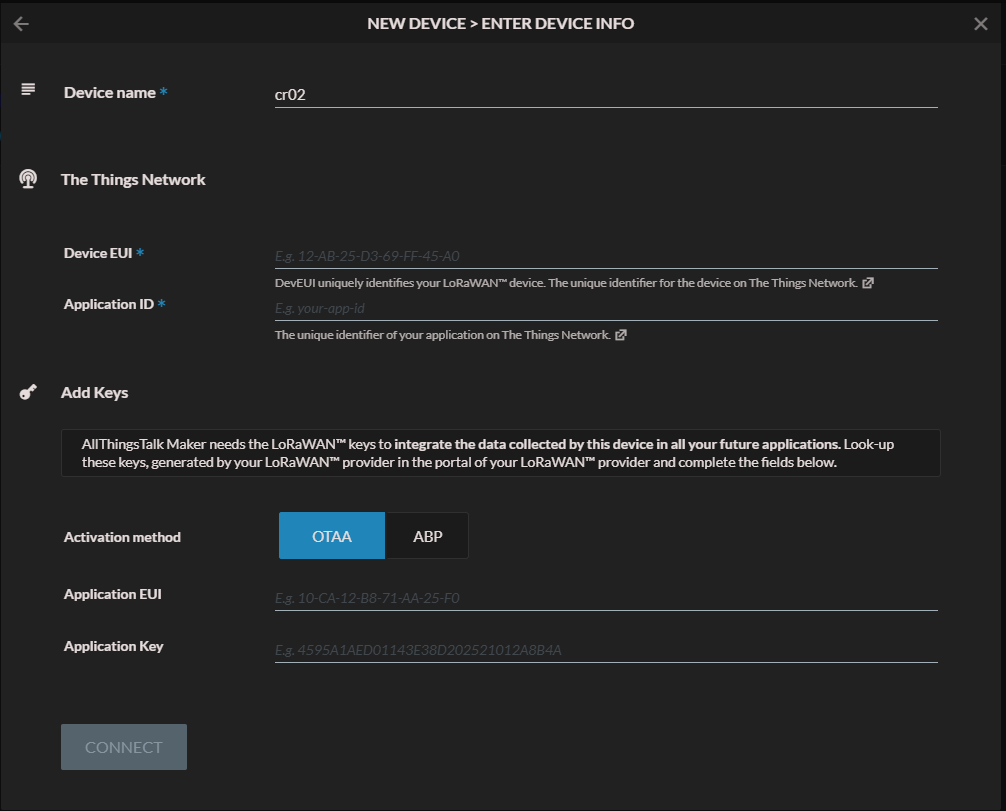 NEW DEVICE > ENTER DEVICE INFO
Device name *
cr02
The Things Network
Device EUI *
E.g. 12-AB-25-D3-69-FF-45-A0
DevEUI uniquely identifies your LoRaWAN™ device. The unique identifier for the device on The Things Network.
Application ID *
E.g. your-app-id
The unique identifier of your application on The Things Network.
Add Keys
AllThingsTalk Maker needs the LoRaWAN™ keys to integrate the data collected by this device in all your future applications. Look-up
these keys, generated by your LoRaWAN™ provider in the portal of your LoRaWAN™ provider and complete the fields below.
Activation method
OTAA
ABP
Application EUI
E.g. 10-CA-12-B8-71-AA-25-F0
Application Key
E.g. 4595A1AED01143E38D202521012A8B4A
CONNECT